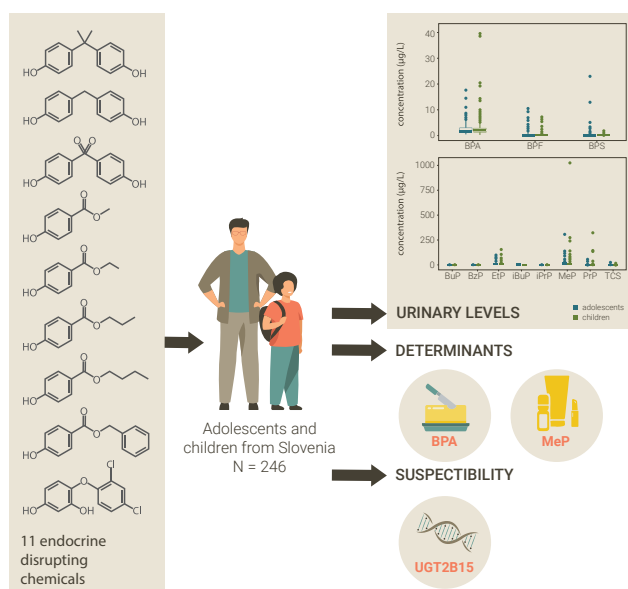 HO
OH
HO
OH
O
O
HO
OH
O
O
HO
O
O
HO
O
O
HO
O
O
HO
O
O
HO
Cl
O
HO
OH
Cl
11 endocrine
disrupting
chemicals
Adolescents and
children from Slovenia
N = 246
concentration (µg/L)
40
30
20
10
0
BPA
BPF
BPS
concentration (µg/L)
1000
750
500
250
0
BuP
BzP
EtP
iBuP
iPrP
MeP
PrP
TCS
adolescents
children
URINARY LEVELS
DETERMINANTS
BPA
MeP
SUSPECTIBILITY
UGT2B15